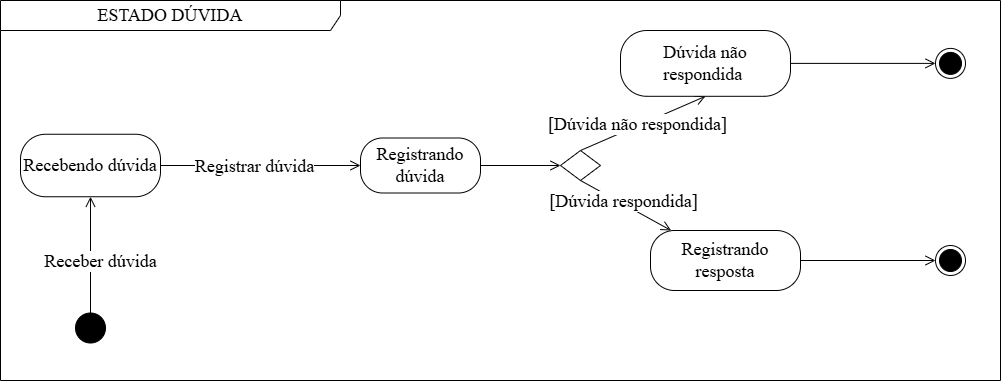 ESTADO DÚVIDA
Dúvida não
respondida
[Dúvida não respondida]
Recebendo dúvida
Registrar dúvida
Registrando
dúvida
[Dúvida respondida]
Registrando
resposta
Receber dúvida